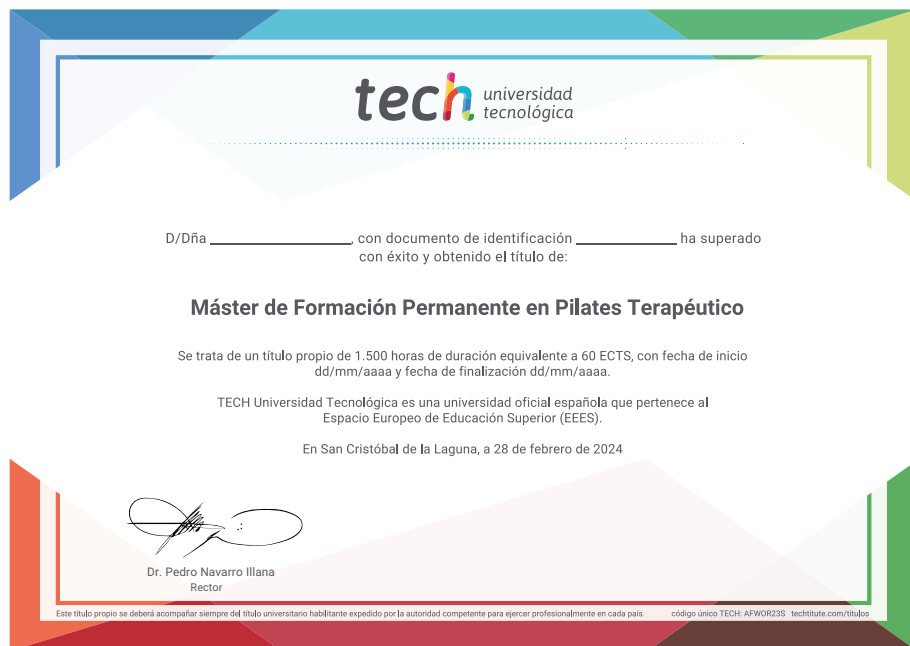 tech universidad
tecnológica
D/Dña ________________, con documento de identificación ____________ ha superado
con éxito y obtenido el título de:
Máster de Formación Permanente en Pilates Terapéutico
Se trata de un título propio de 1.500 horas de duración equivalente a 60 ECTS, con fecha de inicio
dd/mm/aaaa y fecha de finalización dd/mm/aaaa.
TECH Universidad Tecnológica es una universidad oficial española que pertenece al
Espacio Europeo de Educación Superior (EEES).
En San Cristóbal de la Laguna, a 28 de febrero de 2024
Dr. Pedro Navarro Illana
Rector
Este título propio se deberá acompañar siempre del título universitario habilitante expedido por la autoridad competente para ejercer profesionalmente en cada país. código único TECH: AFWOR23S techtitute.com/titulos